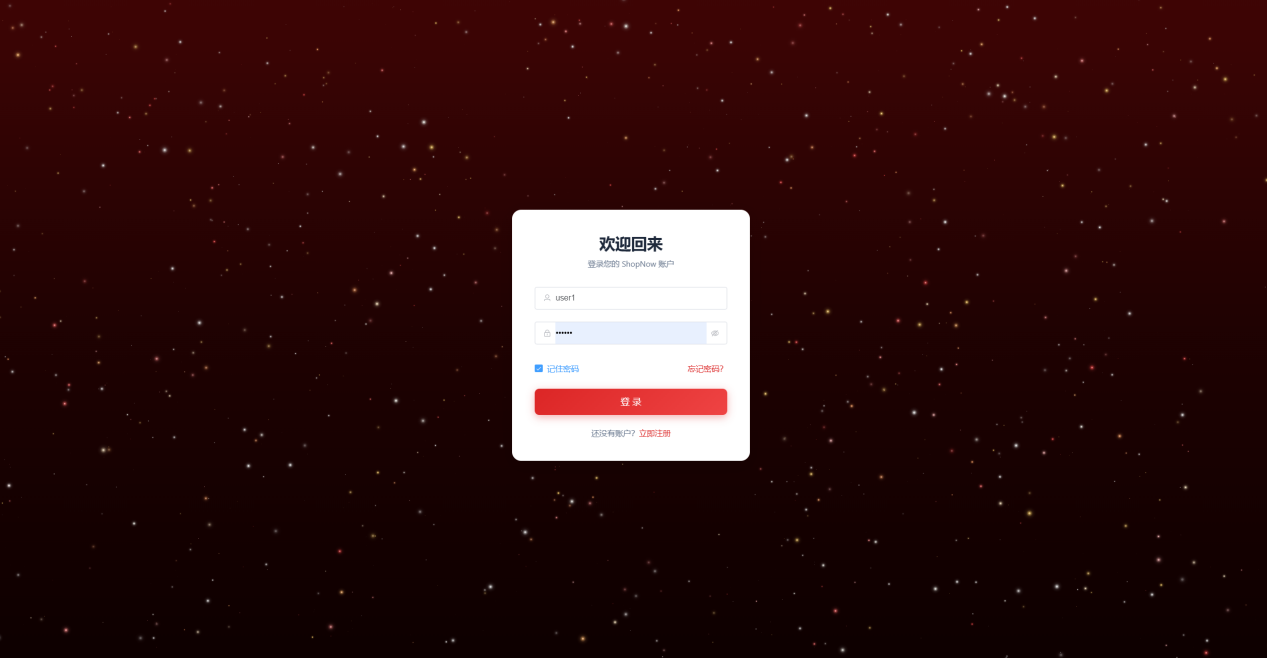 欢迎回来
登录您的 ShopNow 账户
user1
••••••
记住密码 忘记密码?
登 录
还没有账户? 立即注册